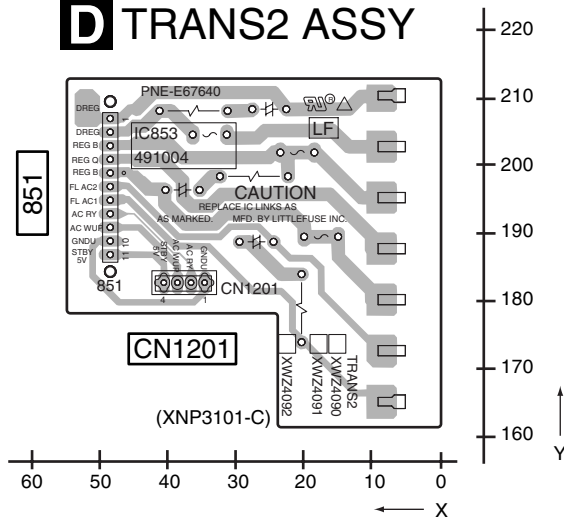 D TRANS2 ASSY
220
210
200
190
180
170
160
Y
PNE-E67640
DREG
1
DREG
REG B
REG Q
REG B
FL AC2
FL AC1
AC RY
AC WUP
GNDU
10
STBY
5V
11
IC853
491004
LF
CAUTION
REPLACE IC LINKS AS
AS MARKED. MFD. BY LITTLEFUSE INC.
851
851
STBY
5V
AC WUP
AC RY
GNDU
4
1
CN1201
CN1201
XWZ4092
XWZ4091
XWZ4090
TRANS2
(XNP3101-C)
60 50 40 30 20 10 0
X